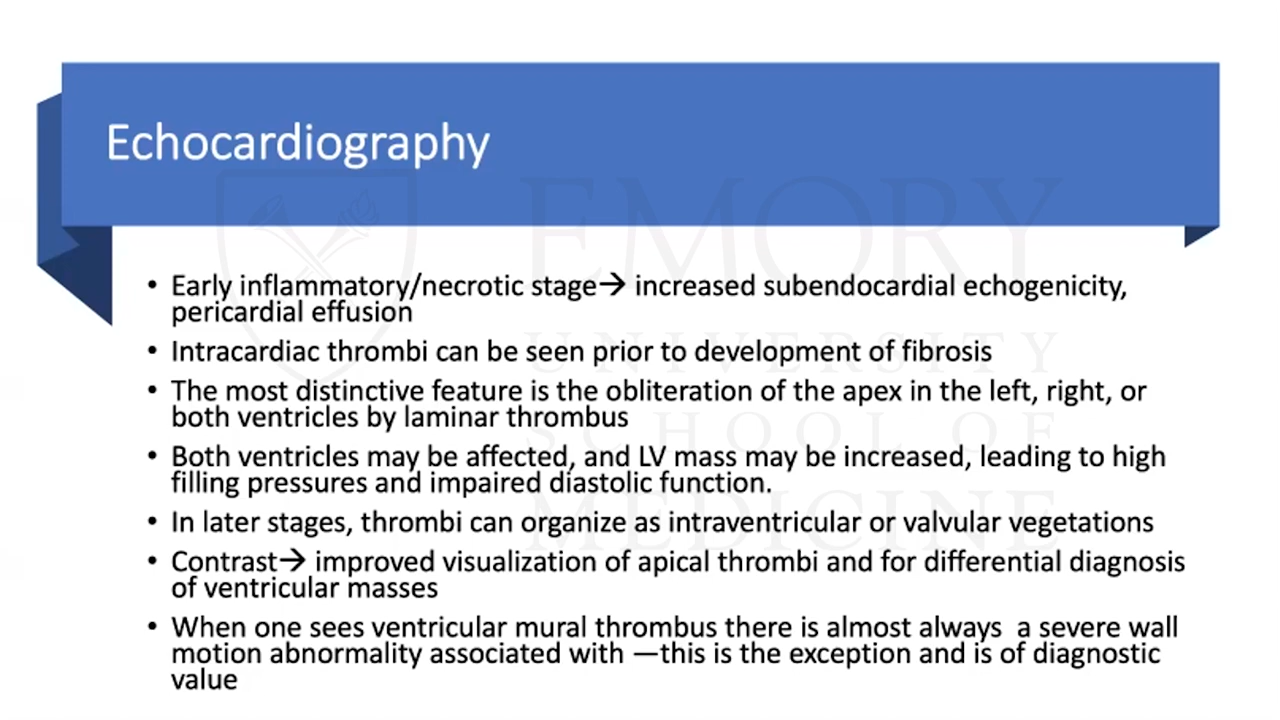 Echocardiography
• Early inflammatory/necrotic stage→ increased subendocardial echogenicity,
pericardial effusion
• Intracardiac thrombi can be seen prior to development of fibrosis
• The most distinctive feature is the obliteration of the apex in the left, right, or
both ventricles by laminar thrombus
• Both ventricles may be affected, and LV mass may be increased, leading to high
filling pressures and impaired diastolic function.
• In later stages, thrombi can organize as intraventricular or valvular vegetations
• Contrast→ improved visualization of apical thrombi and for differential diagnosis
of ventricular masses
• When one sees ventricular mural thrombus there is almost always  a severe wall
motion abnormality associated with —this is the exception and is of diagnostic
value
EMORY
UNIVERSITY
SCHOOL OF
MEDICINE